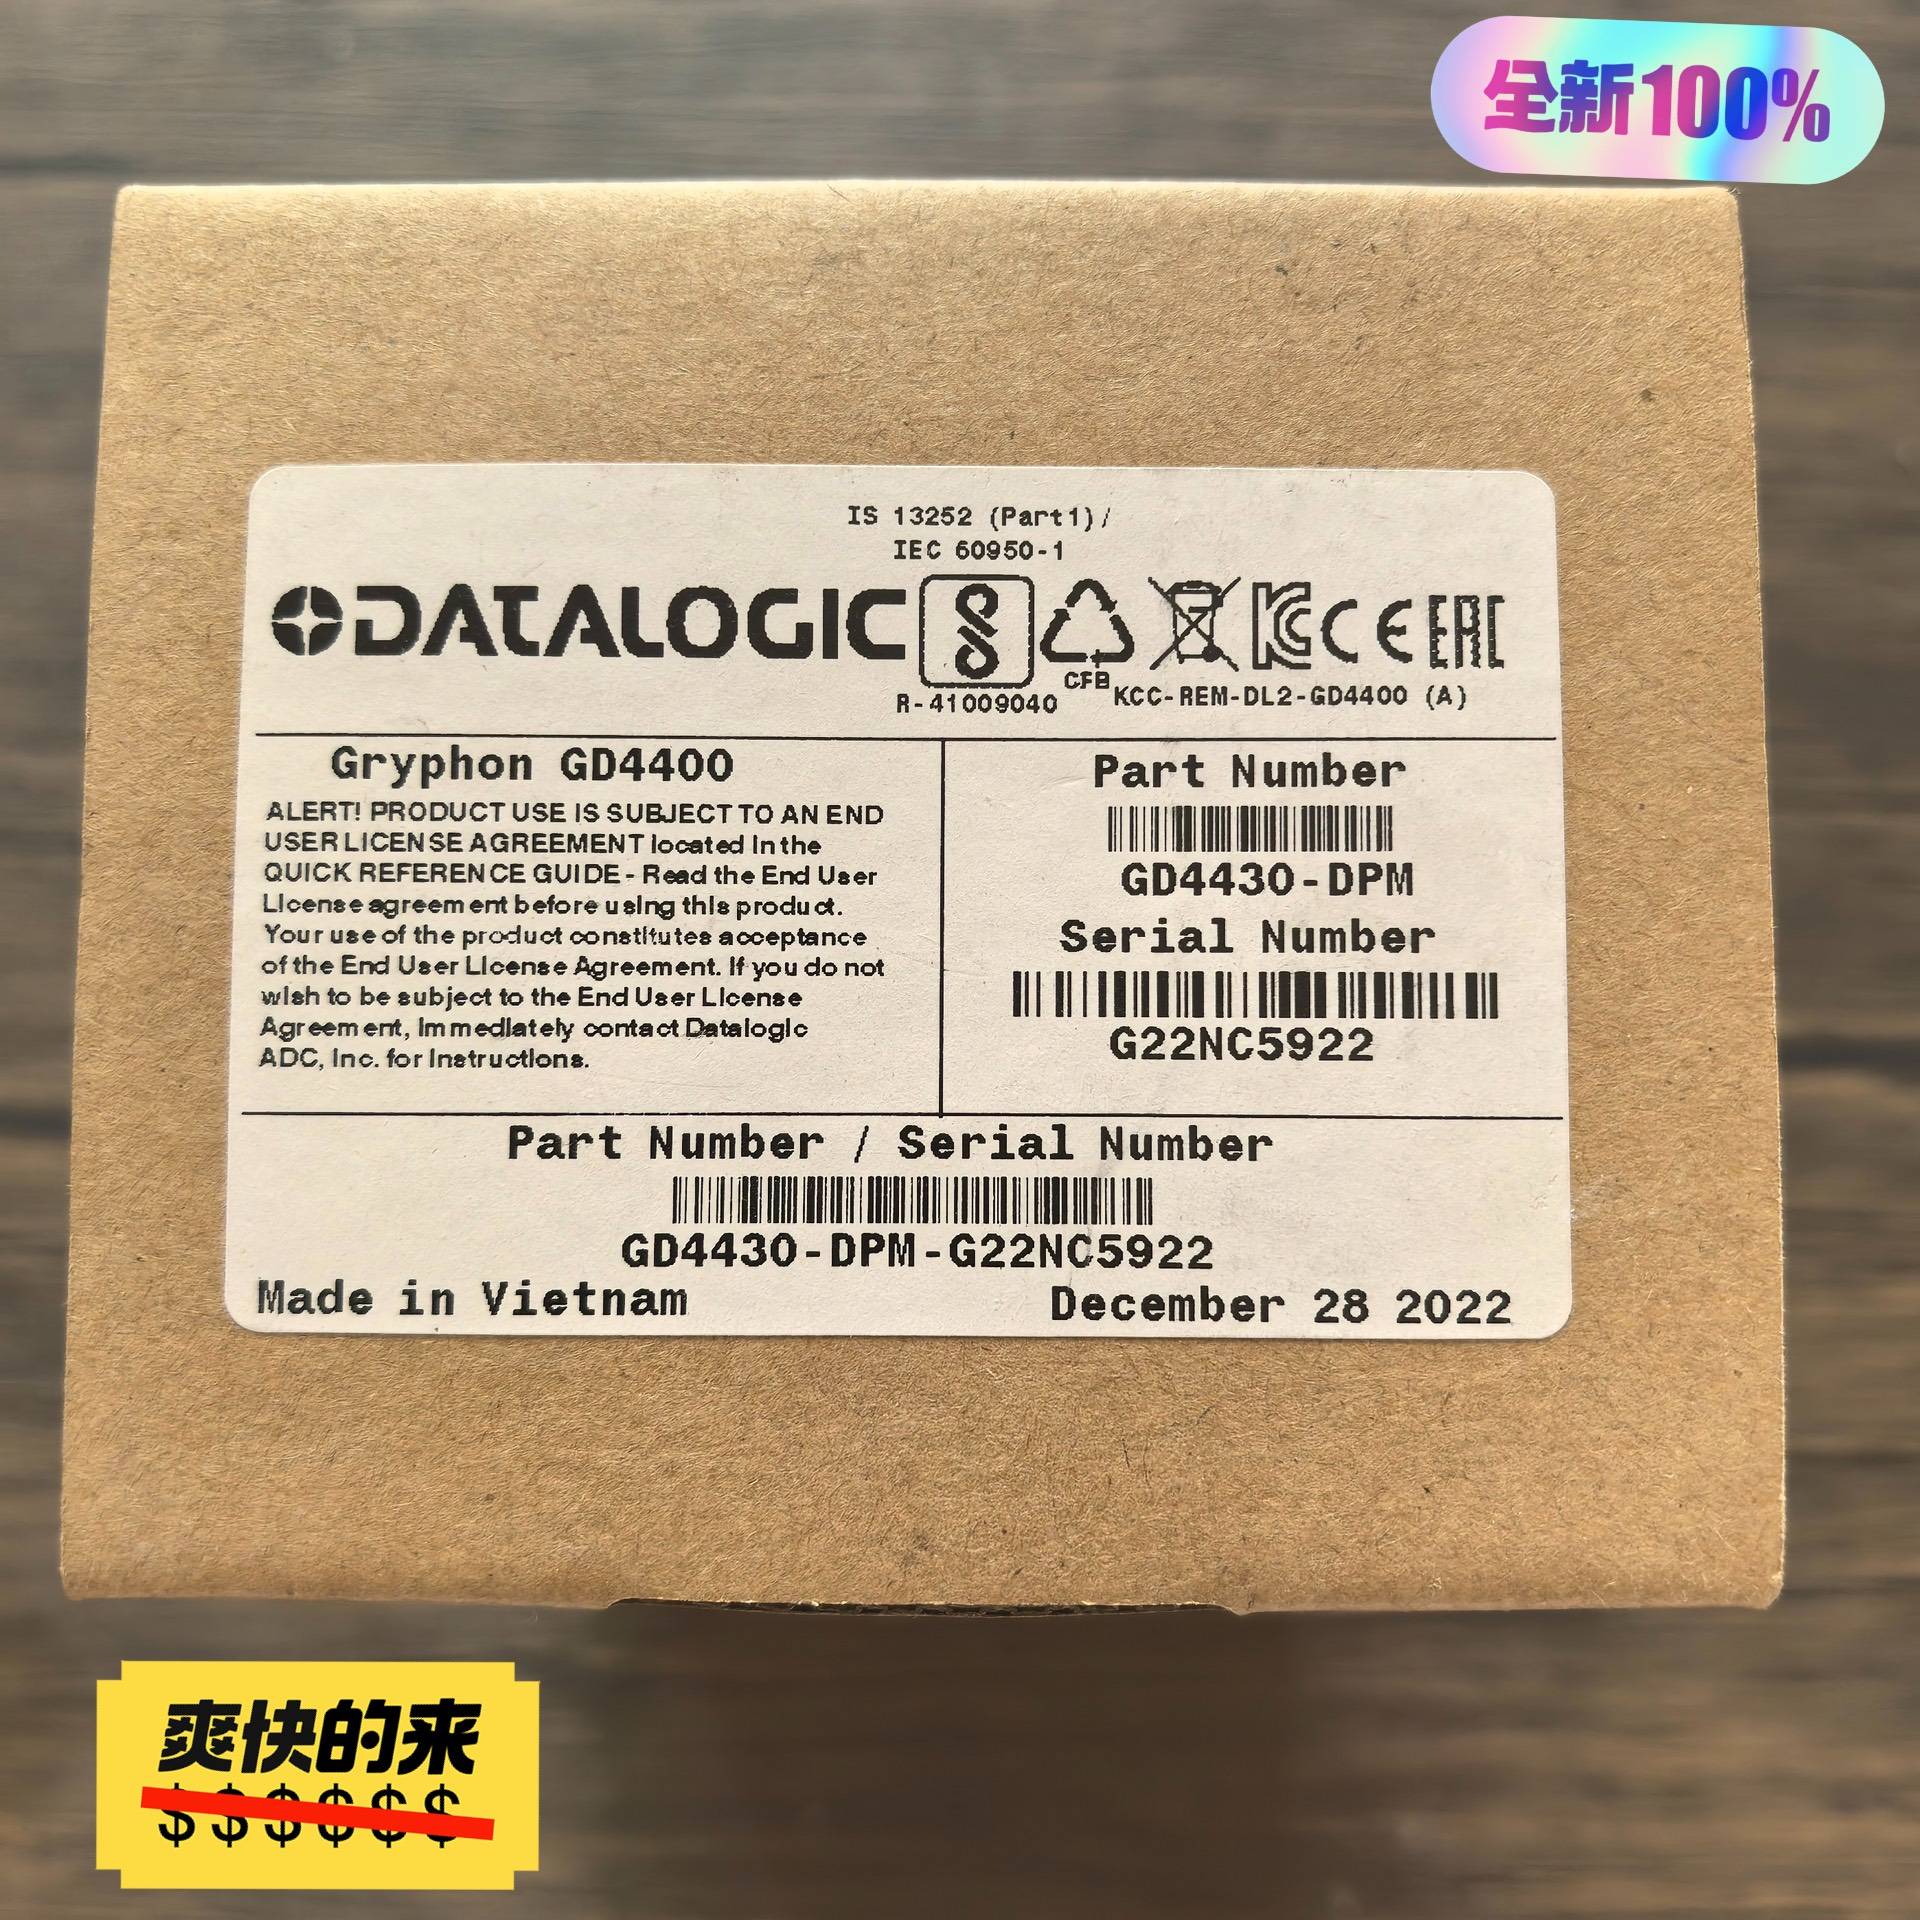 全新100%
IS 13252 (Part1)/
IEC 60950-1
DATALOGIC
CFB
R-41009040
KCC-REM-DL2-GD4400 (A)
Gryphon GD4400
ALERT! PRODUCT USE IS SUBJECT TO AN END
USER LICENSE AGREEMENT located in the
QUICK REFERENCE GUIDE - Read the End User
License agreement before using this product.
Your use of the product constitutes acceptance
of the End User License Agreement. If you do not
wish to be subject to the End User License
Agreement, immediately contact Datalogic
ADC, Inc. for instructions.
Part Number
GD4430-DPM
Serial Number
G22NC5922
Part Number / Serial Number
GD4430-DPM-G22NC5922
Made in Vietnam
December 28 2022
爽快的来
$$$$$$